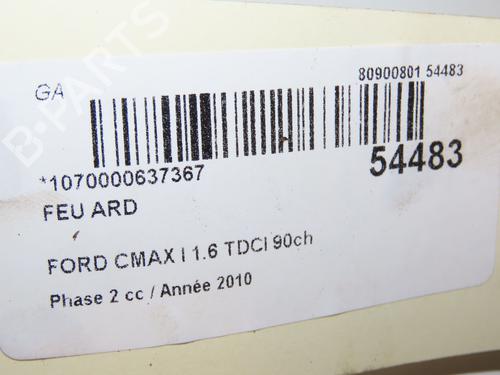 GA
80900801 54483
*1070000637367
54483
FEU ARD
FORD CMAX I 1.6 TDCI 90ch
Phase 2 cc / Année 2010
B-PARTS